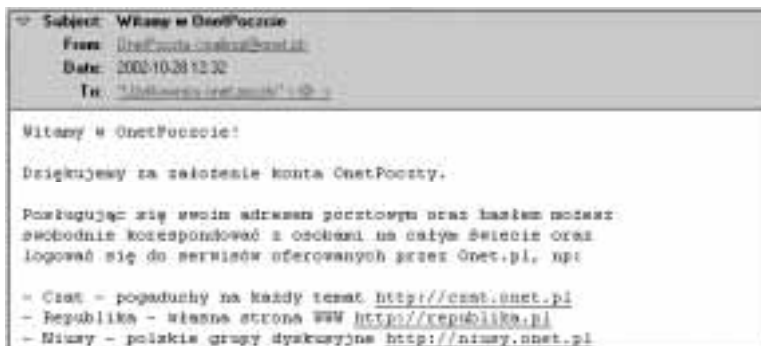 Subject: Witamy w OnetPoczcie
From:
Date: 2002-10-28 12:32
To:
Witamy w OnetPoczcie!
Dziękujemy za założenie konta OnetPoczty.
Posługując się swoim adresem pocztowym oraz hasłem możesz
swobodnie korespondować z osobami na całym świecie oraz
logować się do serwisów oferowanych przez Onet.pl, np:
- Czat - pogaduchy na każdy temat http://czat.onet.pl
- Republika - własna strona WWW http://republika.pl
- Niusy - polskie grupy dyskusyjne http://niusy.onet.pl